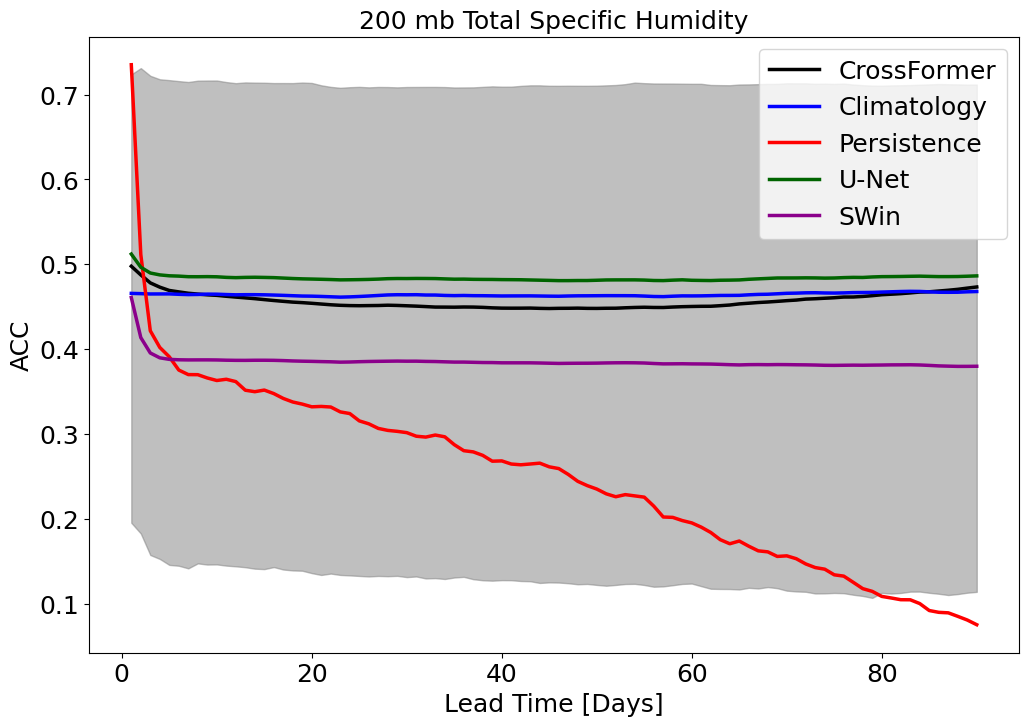 200 mb Total Specific Humidity
CrossFormer
Climatology
Persistence
U-Net
SWin
ACC
0.7
0.6
0.5
0.4
0.3
0.2
0.1
0
20
40
60
80
Lead Time [Days]